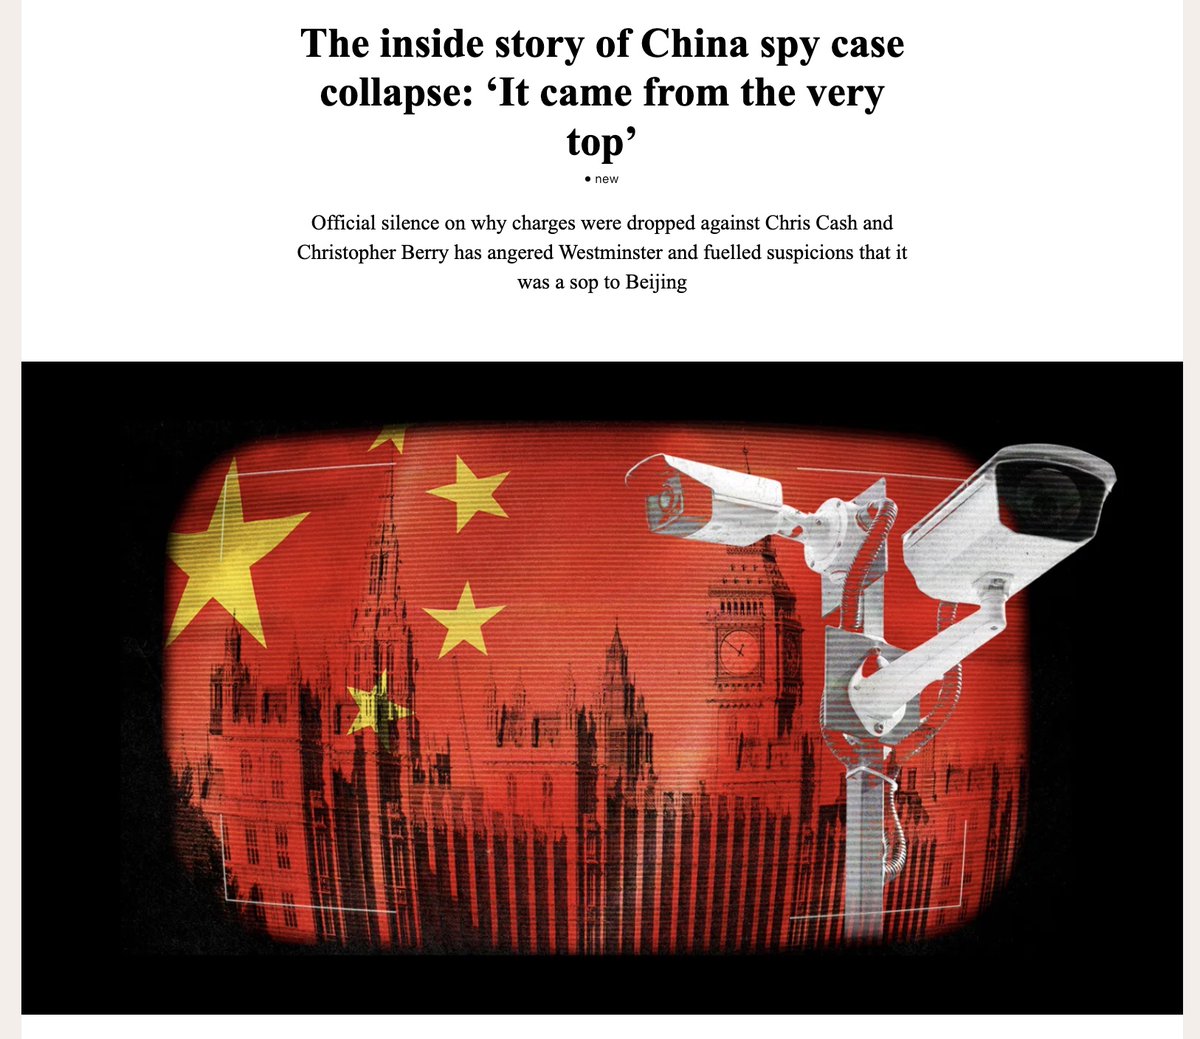 The inside story of China spy case
collapse: ‘It came from the very
top’
• new
Official silence on why charges were dropped against Chris Cash and
Christopher Berry has angered Westminster and fuelled suspicions that it
was a sop to Beijing